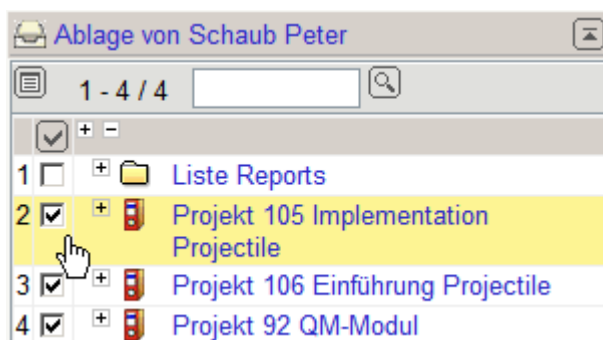 Ablage von Schaub Peter
1 - 4 / 4
1 Liste Reports
2 Projekt 105 Implementation
Projectile
3 Projekt 106 Einführung Projectile
4 Projekt 92 QM-Modul